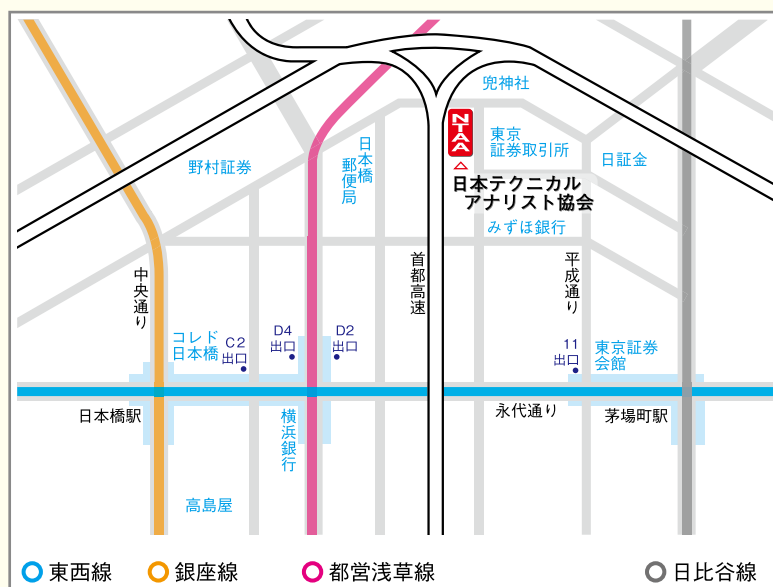 兜神社
NTAA
東京
証券取引所
日証金
日本橋
郵便局
野村証券
日本テクニカル
アナリスト協会
みずほ銀行
中央通り
首都高速
平成通り
コレド
日本橋
C2
出口
D4
出口
D2
出口
11
出口
東京証券
会館
日本橋駅
横浜銀行
永代通り
茅場町駅
高島屋
東西線
銀座線
都営浅草線
日比谷線